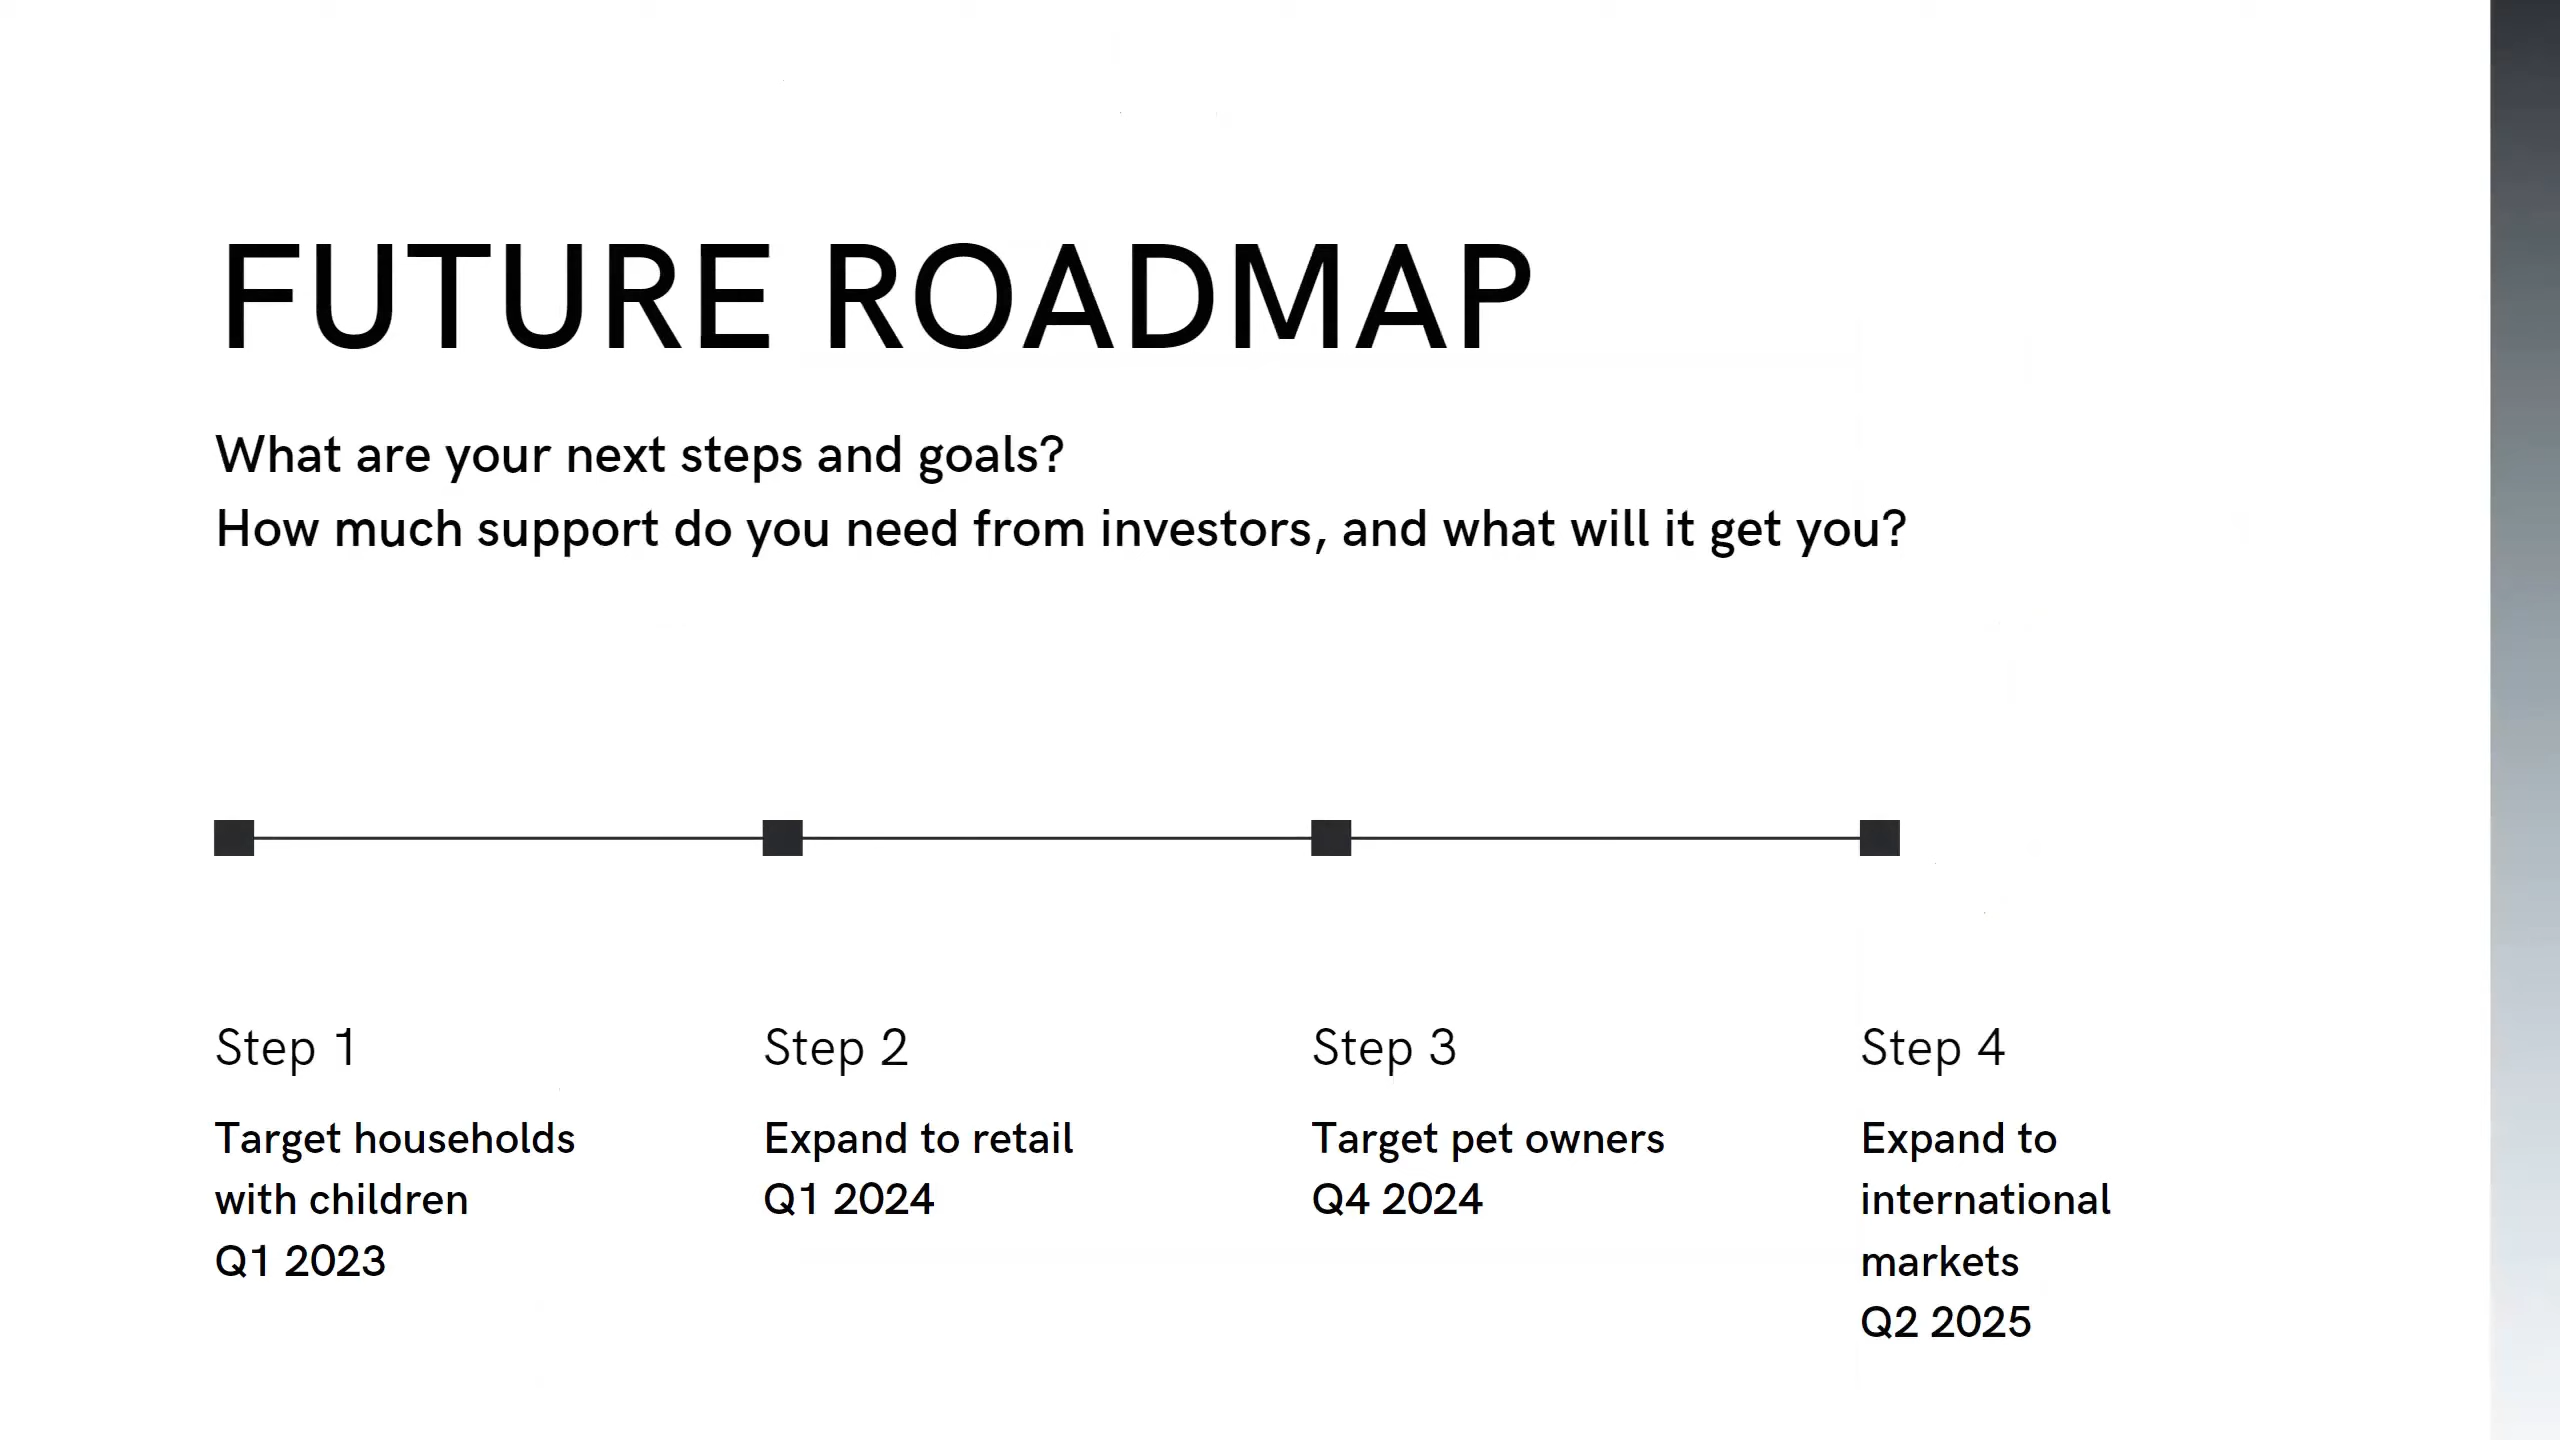 FUTURE ROADMAP
What are your next steps and goals?
How much support do you need from investors, and what will it get you?
Step 1
Target households
with children
Q1 2023
Step 2
Expand to retail
Q1 2024
Step 3
Target pet owners
Q4 2024
Step 4
Expand to
international
markets
Q2 2025